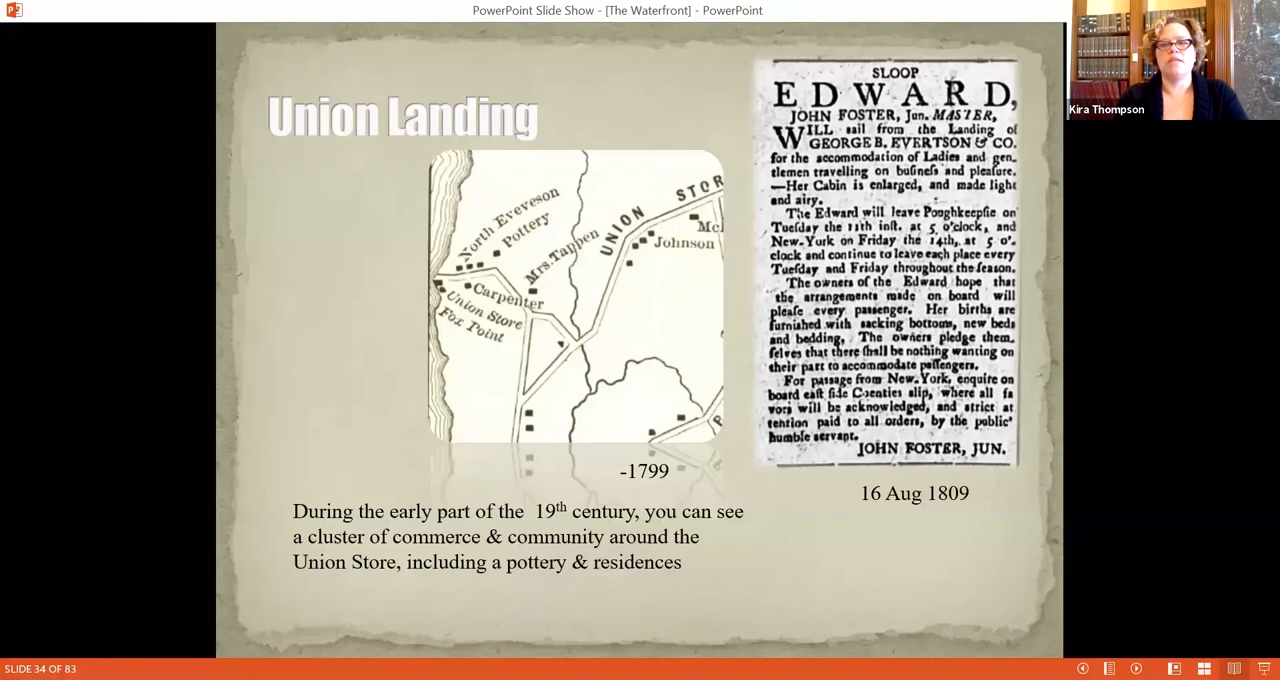 PowerPoint Slide Show - [The Waterfront] - PowerPoint
Kira Thompson
Union Landing
North Eveveson
Pottery
Mrs. Tappen
UNION STOR
Mc
Johnson
Carpenter
Union Store
Fox Point
-1799
During the early part of the 19th century, you can see
a cluster of commerce & community around the
Union Store, including a pottery & residences
SLOOP
EDWARD,
JOHN FOSTER, Jun. MASTER,
WILL sail from the Landing of
GEORGE B. EVERTSON & CO.
for the accommodation of Ladies and gen-
tlemen travelling on buſineſs and pleaſure.
—Her Cabin is enlarged, and made light
and airy.
The Edward will leave Poughkeepſie on
Tueſday the 11th inſt. at 5 o'clock, and
New-York on Friday the 14th, at 5 o'-
clock and continue to leave each place every
Tueſday and Friday throughout the ſeaſon.
The owners of the Edward hope that
the arrangements made on board will
pleaſe every paſſenger. Her births are
furniſhed with sacking bottoms, new beds
and bedding, The owners pledge them-
ſelves that there ſhall be nothing wanting on
their part to accommodate paſſengers.
For paſſage from New-York, enquire on
board eaſt ſide Coenties slip, where all fa
vors will be acknowledged, and strict at
tention paid to all orders, by the public'
humble servant.
JOHN FOSTER, JUN.
16 Aug 1809
SLIDE 34 OF 83